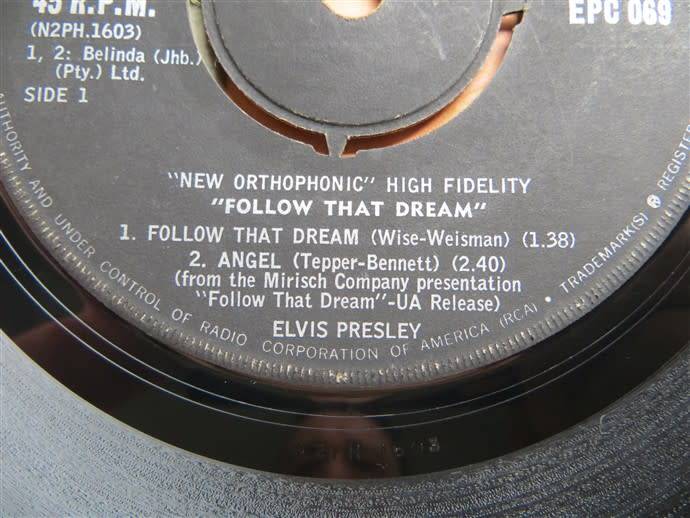 45 R.P.M.
(N2PH.1603)
1, 2: Belinda (Jhb.)
(Pty.) Ltd.
SIDE 1
EPC 069
"NEW ORTHOPHONIC" HIGH FIDELITY
"FOLLOW THAT DREAM"
1. FOLLOW THAT DREAM (Wise-Weisman) (1.38)
2. ANGEL (Tepper-Bennett) (2.40)
(from the Mirisch Company presentation
"Follow That Dream"-UA Release)
ELVIS PRESLEY
AUTHORITY AND UNDER CONTROL OF RADIO CORPORATION OF AMERICA (RCA) • TRADEMARK(S) ® REGISTE